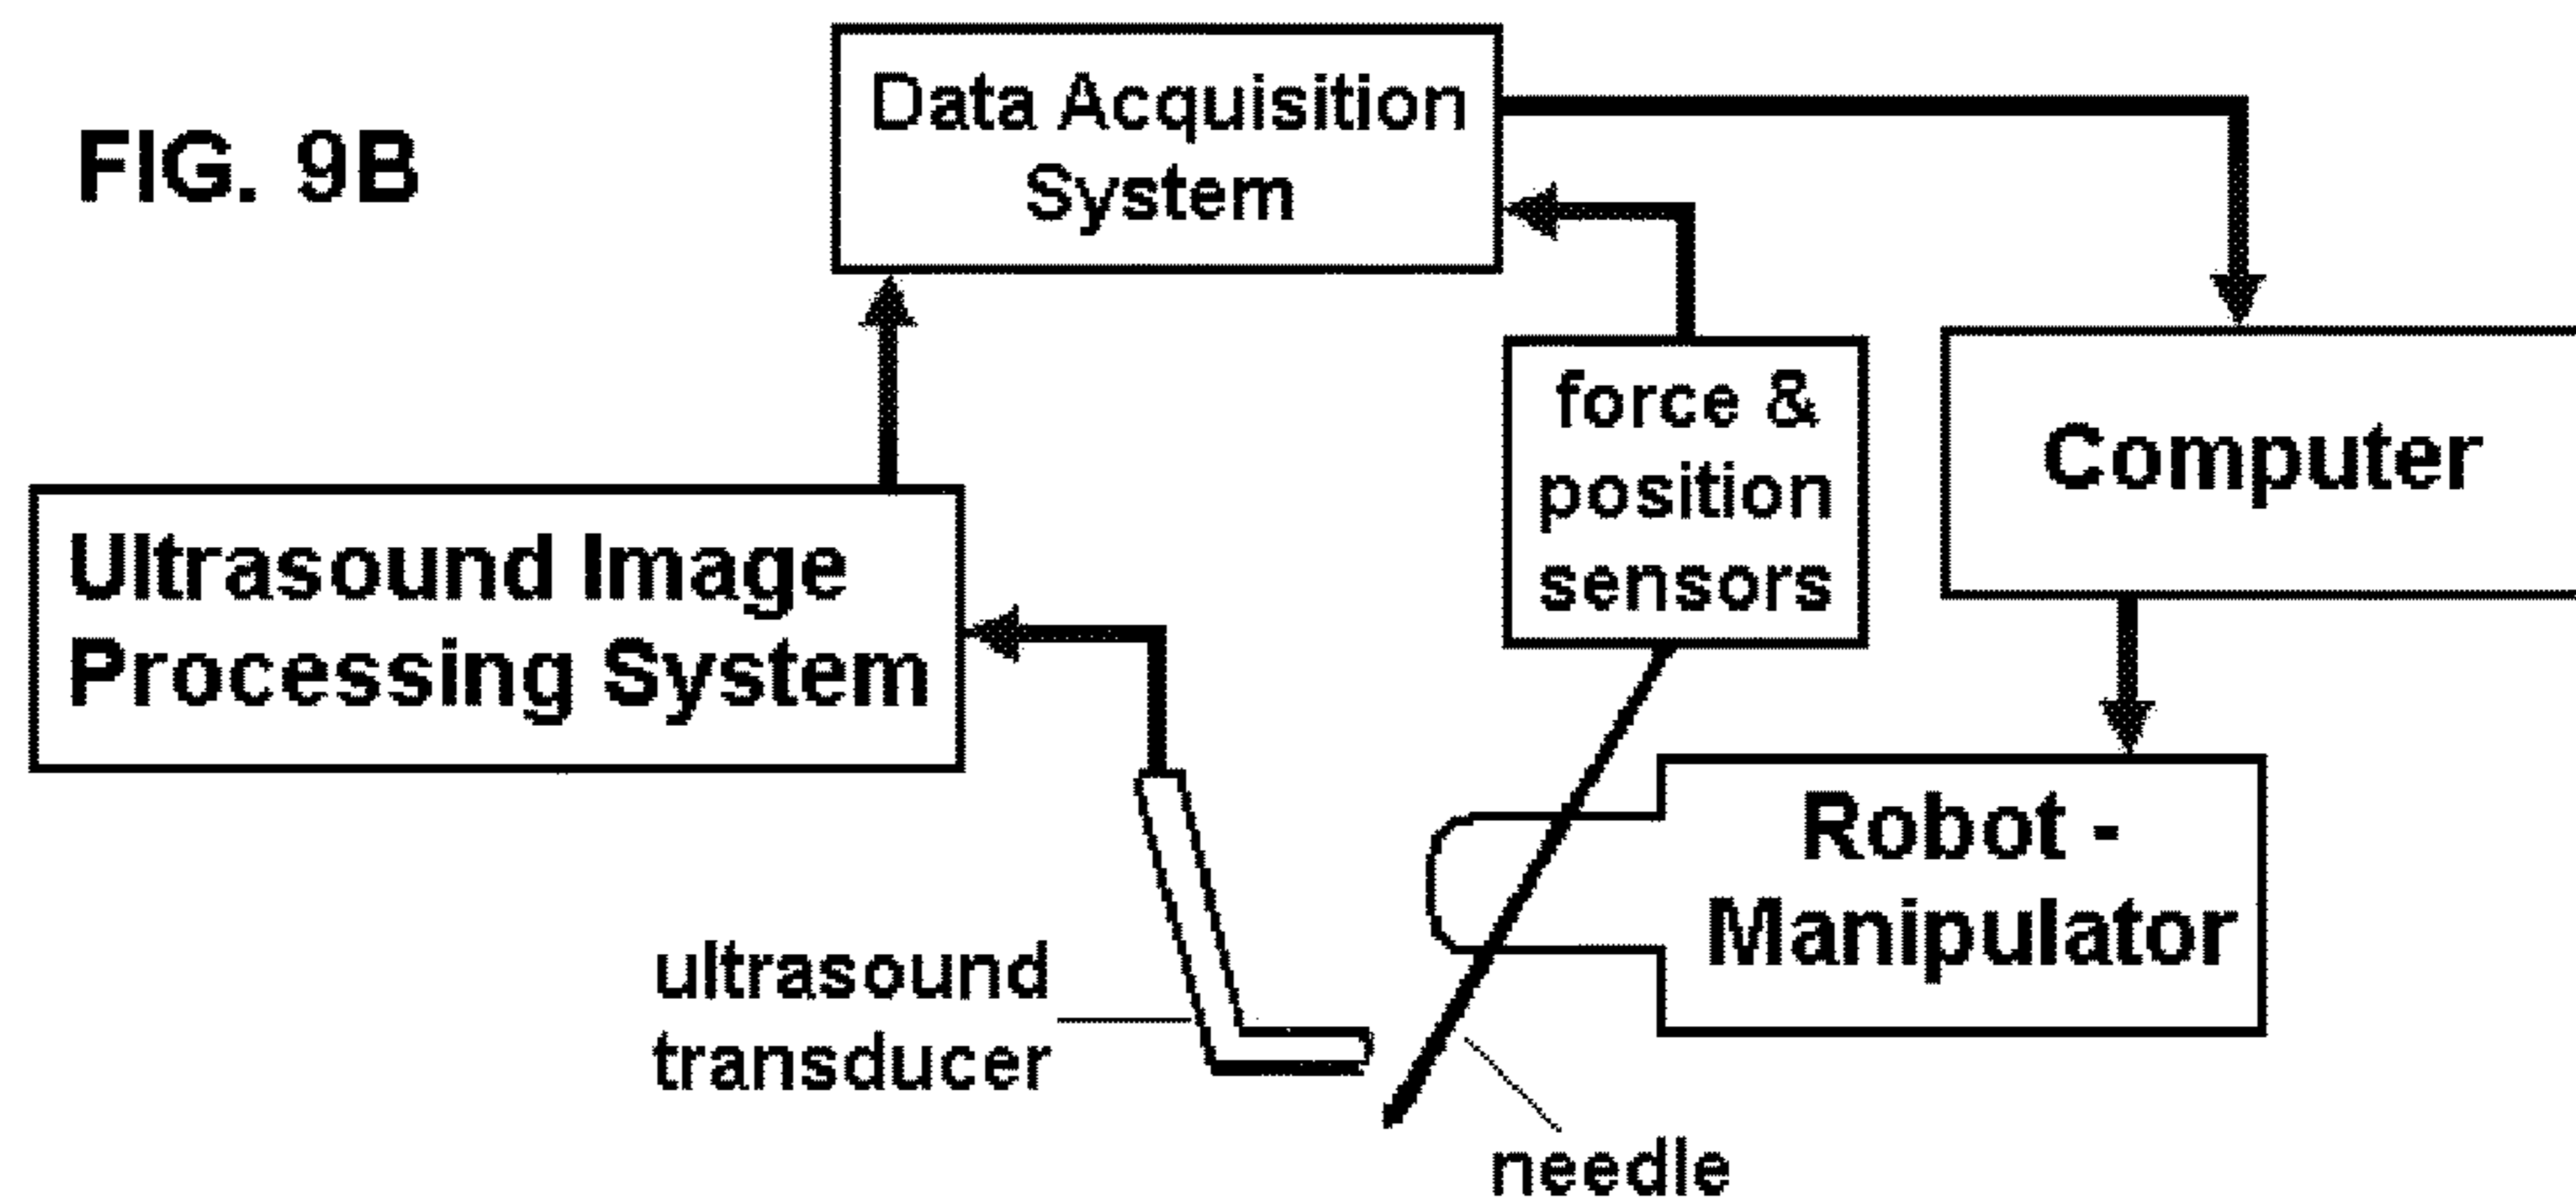 FIG. 9B
Data Acquisition
System
force &
position
sensors
Computer
Ultrasound Image
Processing System
Robot -
Manipulator
ultrasound
transducer
needle